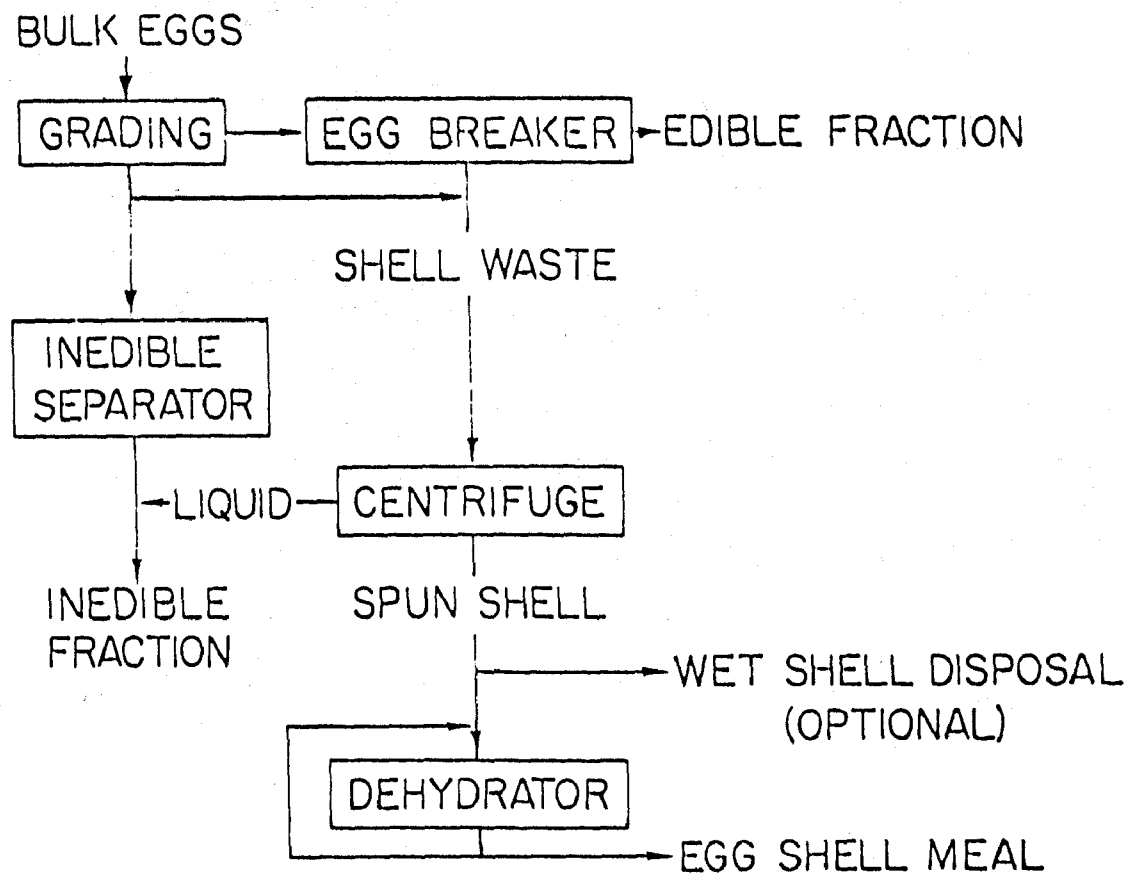 BULK EGGS
GRADING
EGG BREAKER
EDIBLE FRACTION
SHELL WASTE
INEDIBLE
SEPARATOR
LIQUID
CENTRIFUGE
INEDIBLE
FRACTION
SPUN SHELL
WET SHELL DISPOSAL
(OPTIONAL)
DEHYDRATOR
EGG SHELL MEAL